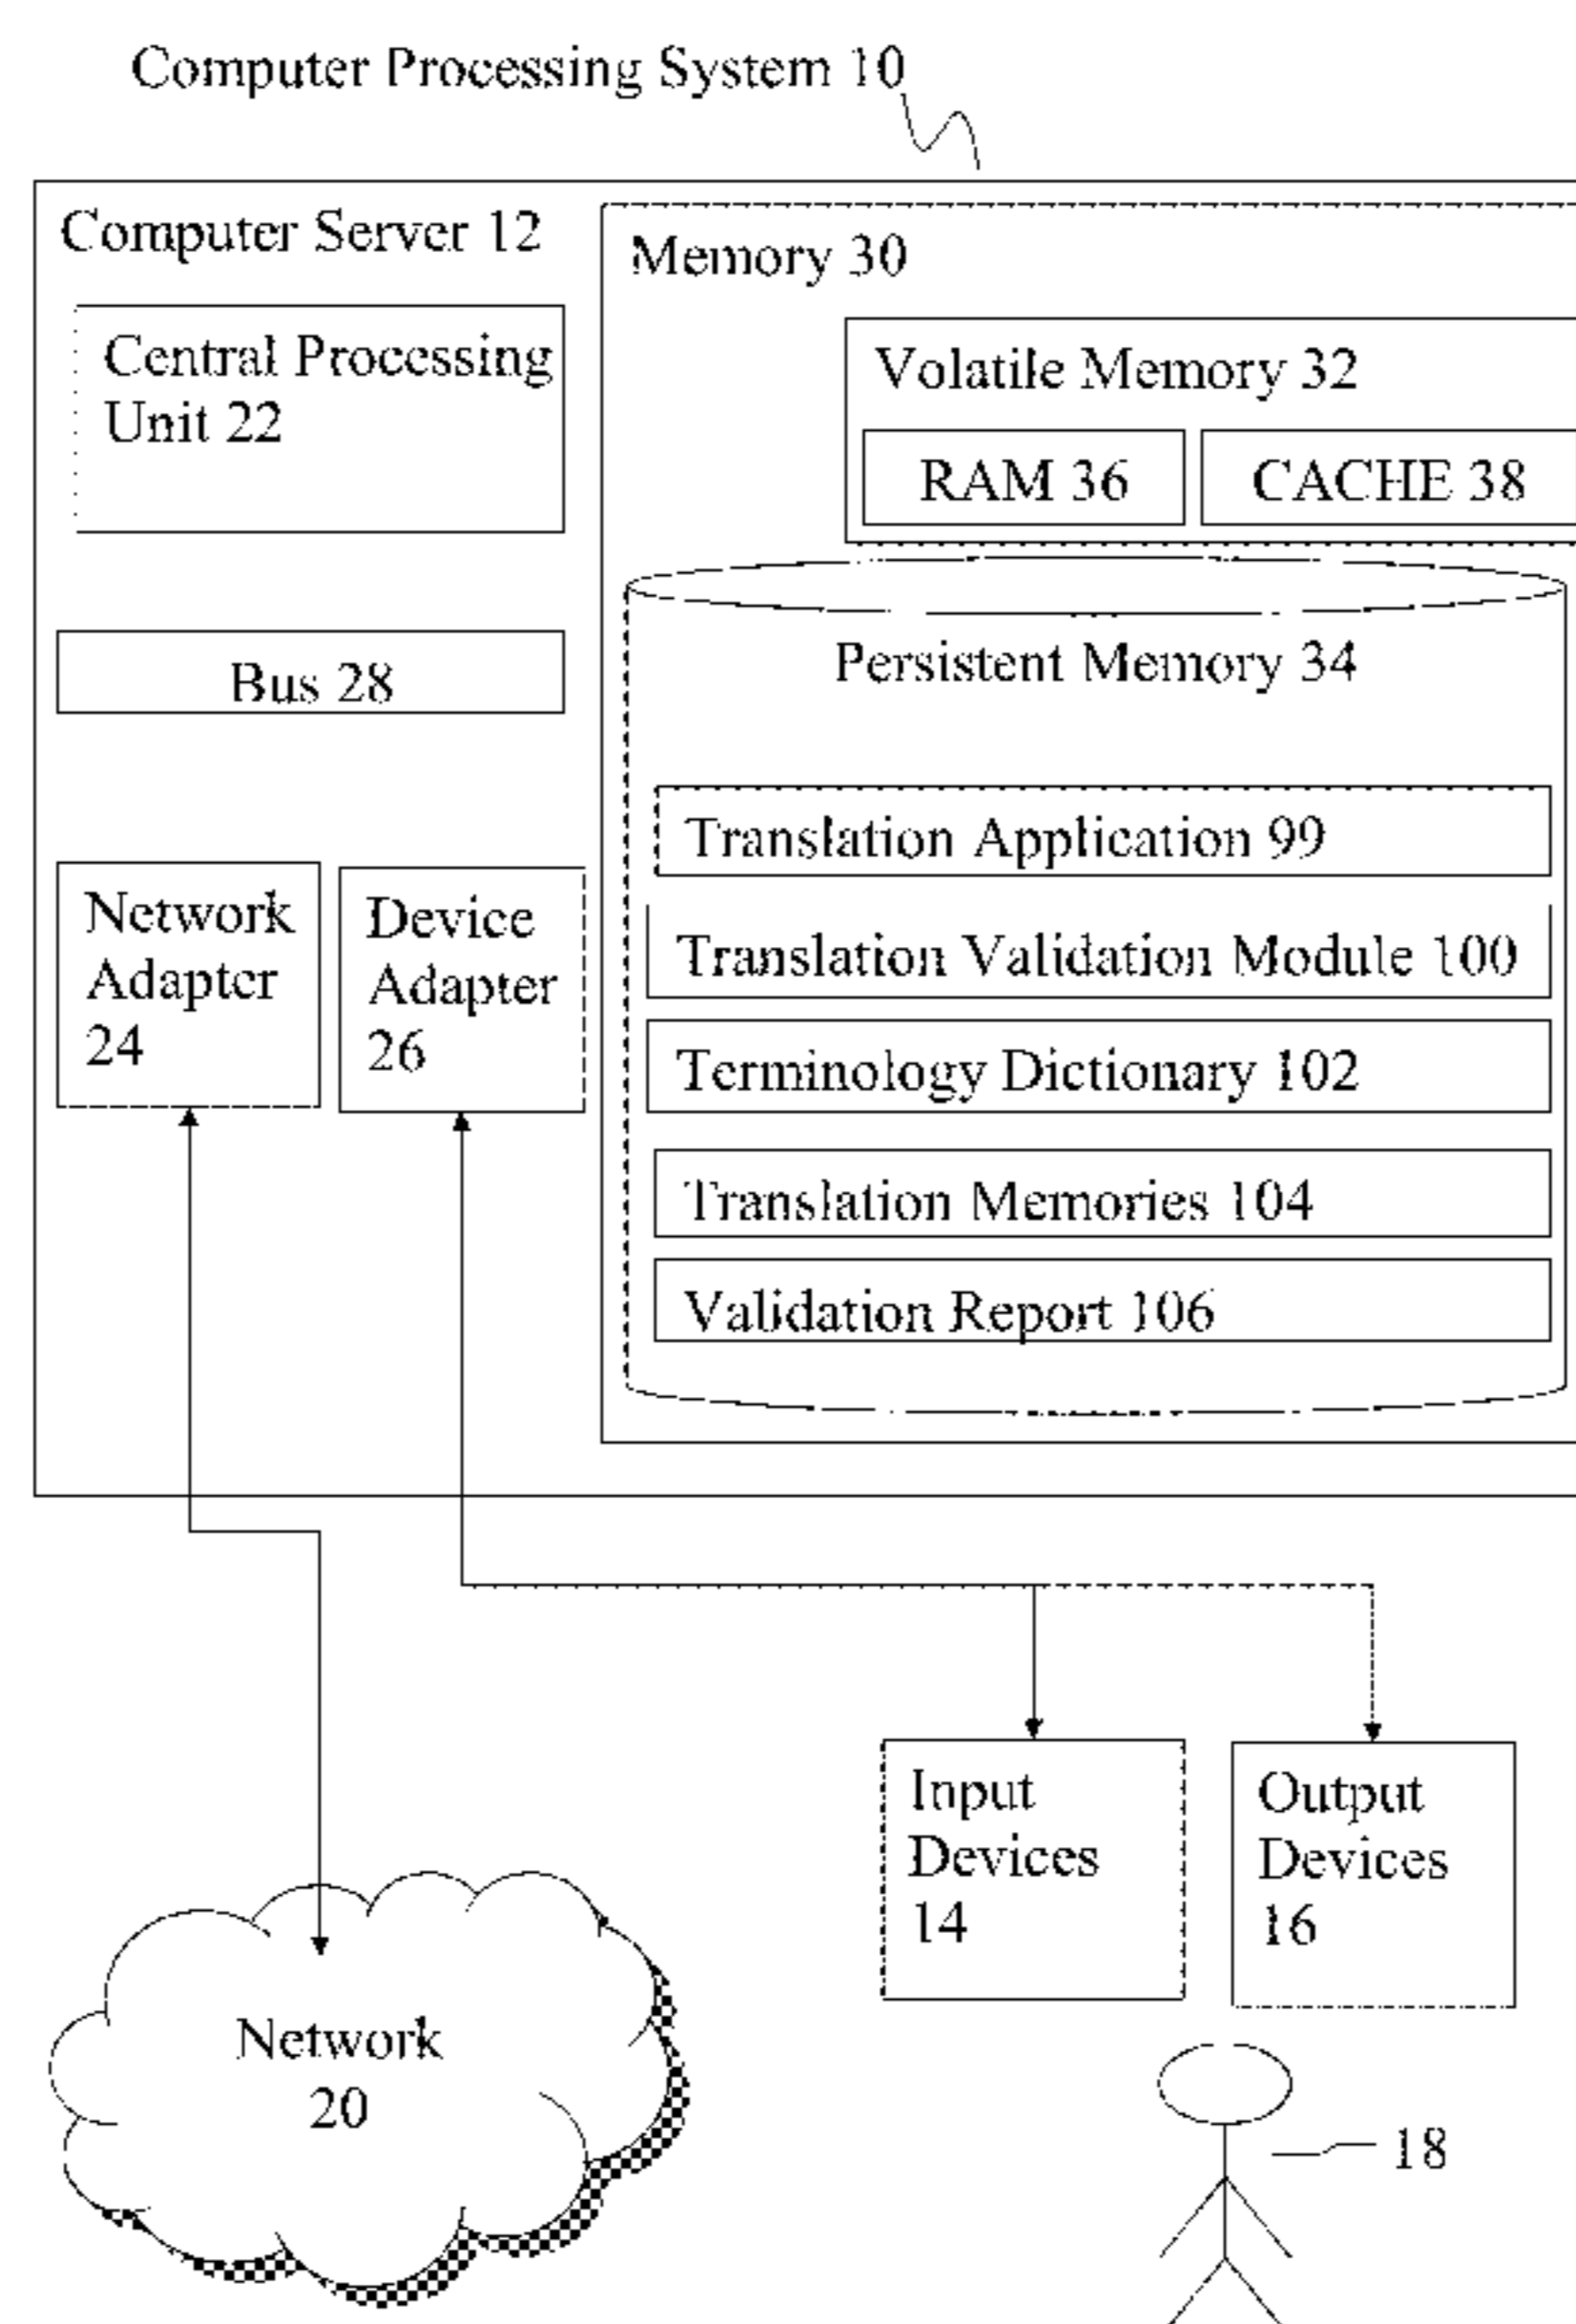 Computer Processing System 10
Computer Server 12
Central Processing
Unit 22
Bus 28
Network
Adapter
24
Device
Adapter
26
Memory 30
Volatile Memory 32
RAM 36
CACHE 38
Persistent Memory 34
Translation Application 99
Translation Validation Module 100
Terminology Dictionary 102
Translation Memories 104
Validation Report 106
Input
Devices
14
Output
Devices
16
Network
20
18